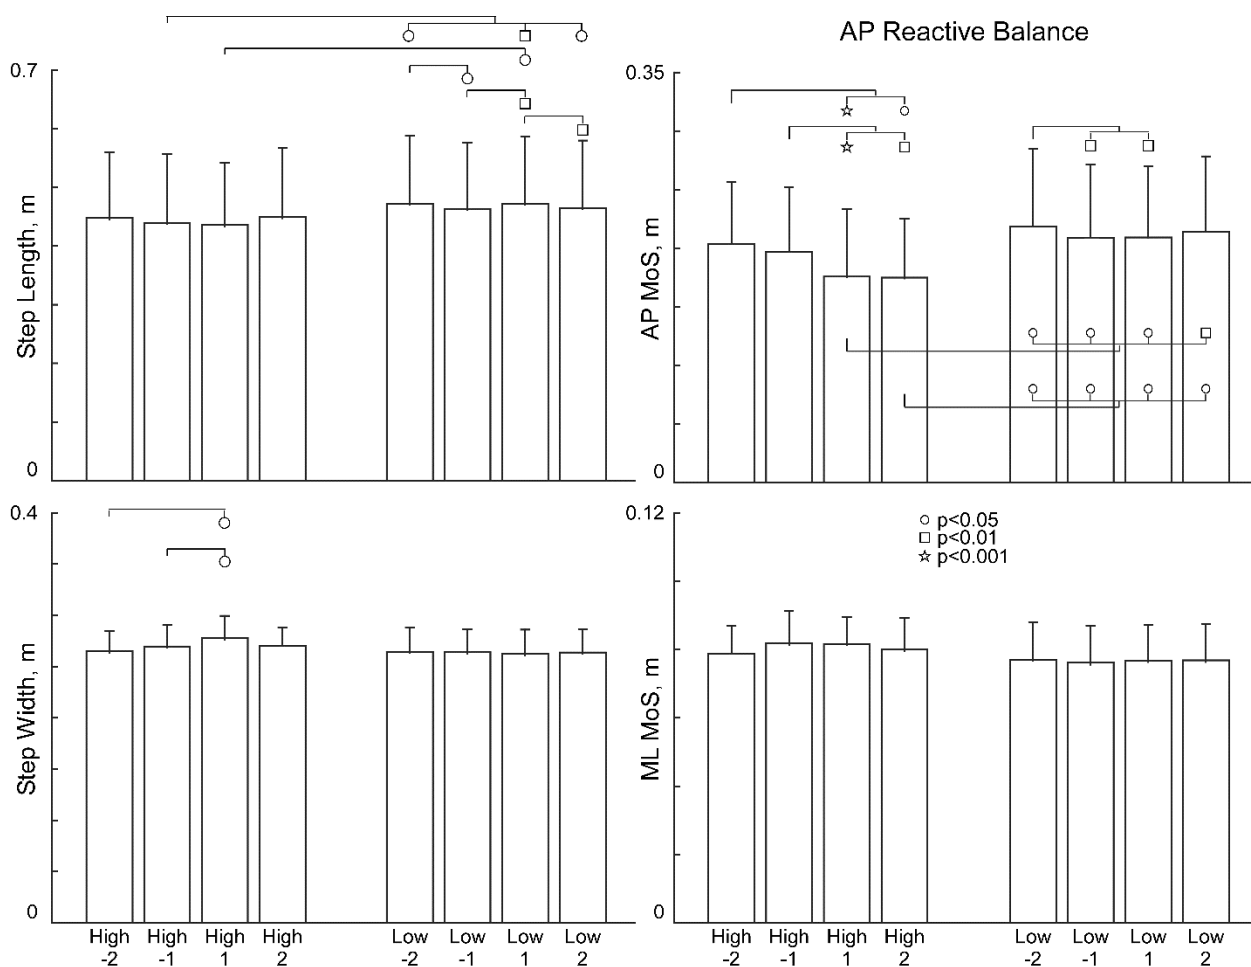 AP Reactive Balance
0.7
Step Length, m
0
0.35
AP MoS, m
0
0.4
Step Width, m
0
0.12
ML MoS, m
0
p<0.05
p<0.01
p<0.001
High High High High Low Low Low Low
-2 -1 1 2 -2 -1 1 2
High High High High Low Low Low Low
-2 -1 1 2 -2 -1 1 2